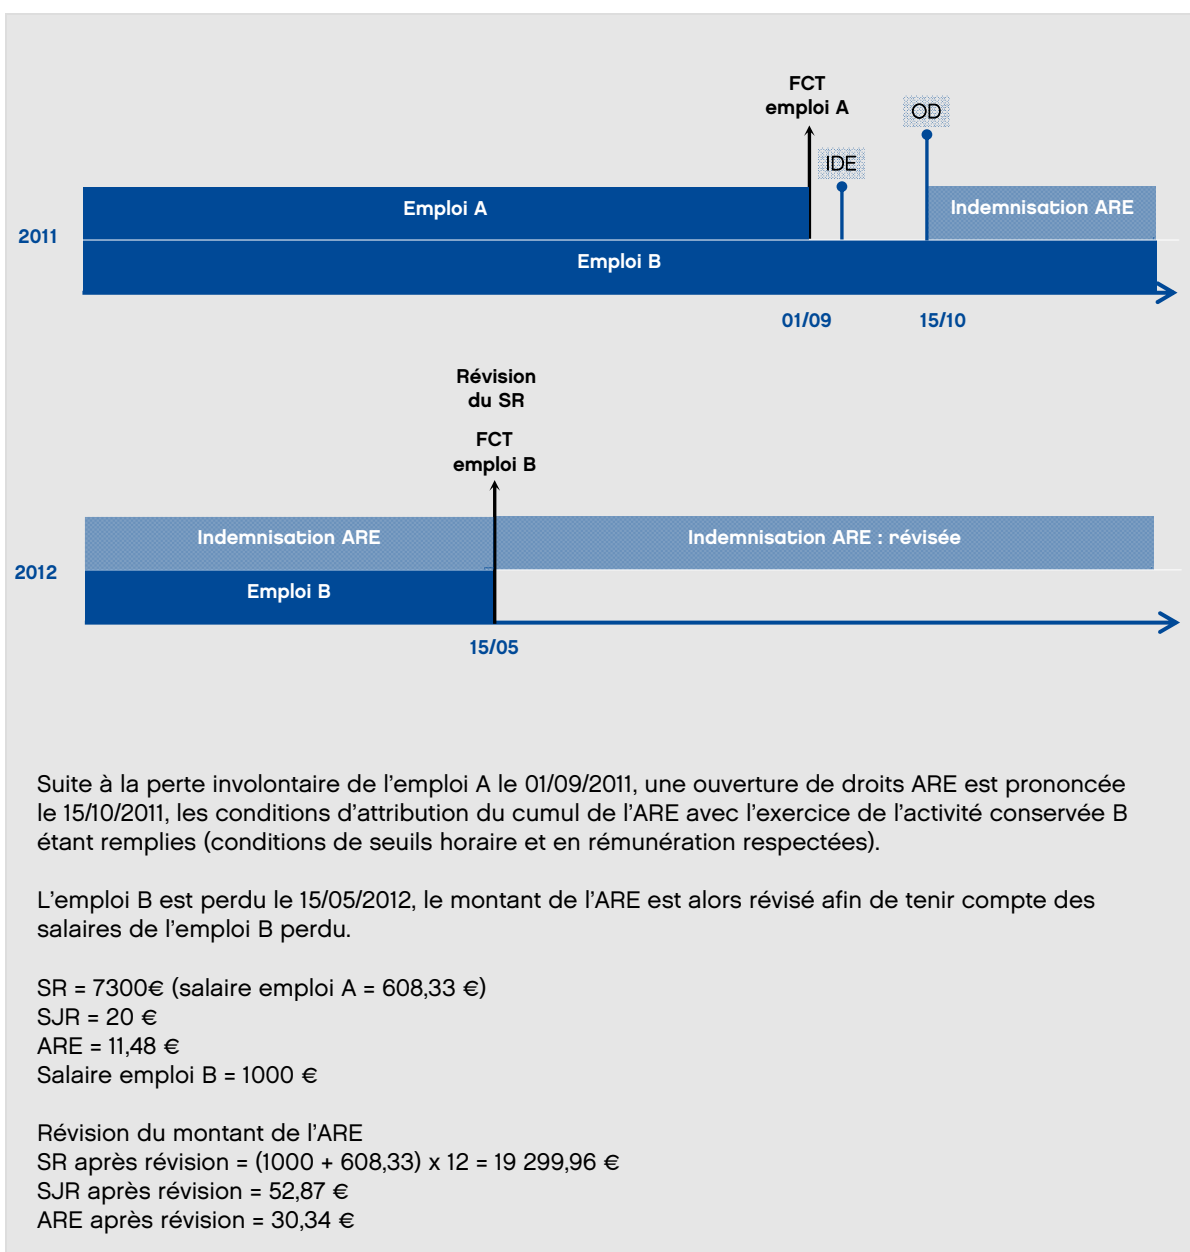 FCT
emploi A
OD
IDE
Emploi A
Indemnisation ARE
2011
Emploi B
01/09
15/10
Révision
du SR
FCT
emploi B
Indemnisation ARE
Indemnisation ARE : révisée
2012
Emploi B
15/05
Suite à la perte involontaire de l'emploi A le 01/09/2011, une ouverture de droits ARE est prononcée
le 15/10/2011, les conditions d'attribution du cumul de l'ARE avec l'exercice de l'activité conservée B
étant remplies (conditions de seuils horaire et en rémunération respectées).
L'emploi B est perdu le 15/05/2012, le montant de l'ARE est alors révisé afin de tenir compte des
salaires de l'emploi B perdu.
SR = 7300€ (salaire emploi A = 608,33 €)
SJR = 20 €
ARE = 11,48 €
Salaire emploi B = 1000 €
Révision du montant de l'ARE
SR après révision = (1000 + 608,33) x 12 = 19 299,96 €
SJR après révision = 52,87 €
ARE après révision = 30,34 €